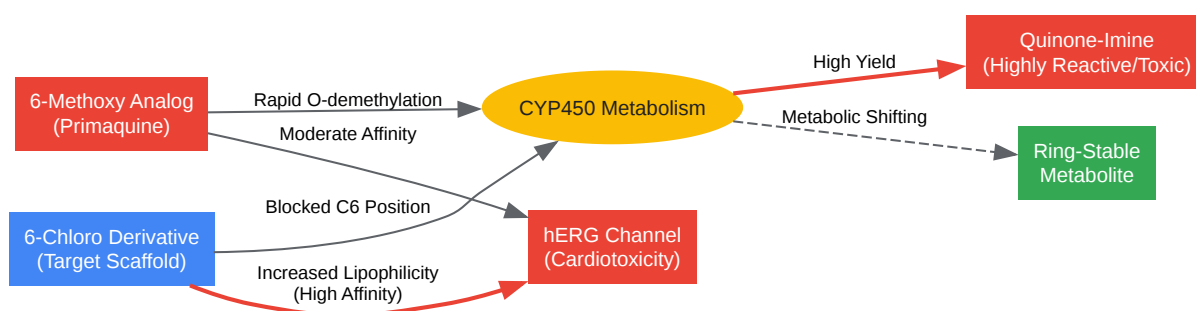 6-Methoxy Analog
(Primaquine)
Rapid O-demethylation
Moderate Affinity
CYP450 Metabolism
High Yield
Quinone-Imine
(Highly Reactive/Toxic)
Metabolic Shifting
Ring-Stable
Metabolite
6-Chloro Derivative
(Target Scaffold)
Blocked C6 Position
Increased Lipophilicity
(High Affinity)
hERG Channel
(Cardiotoxicity)